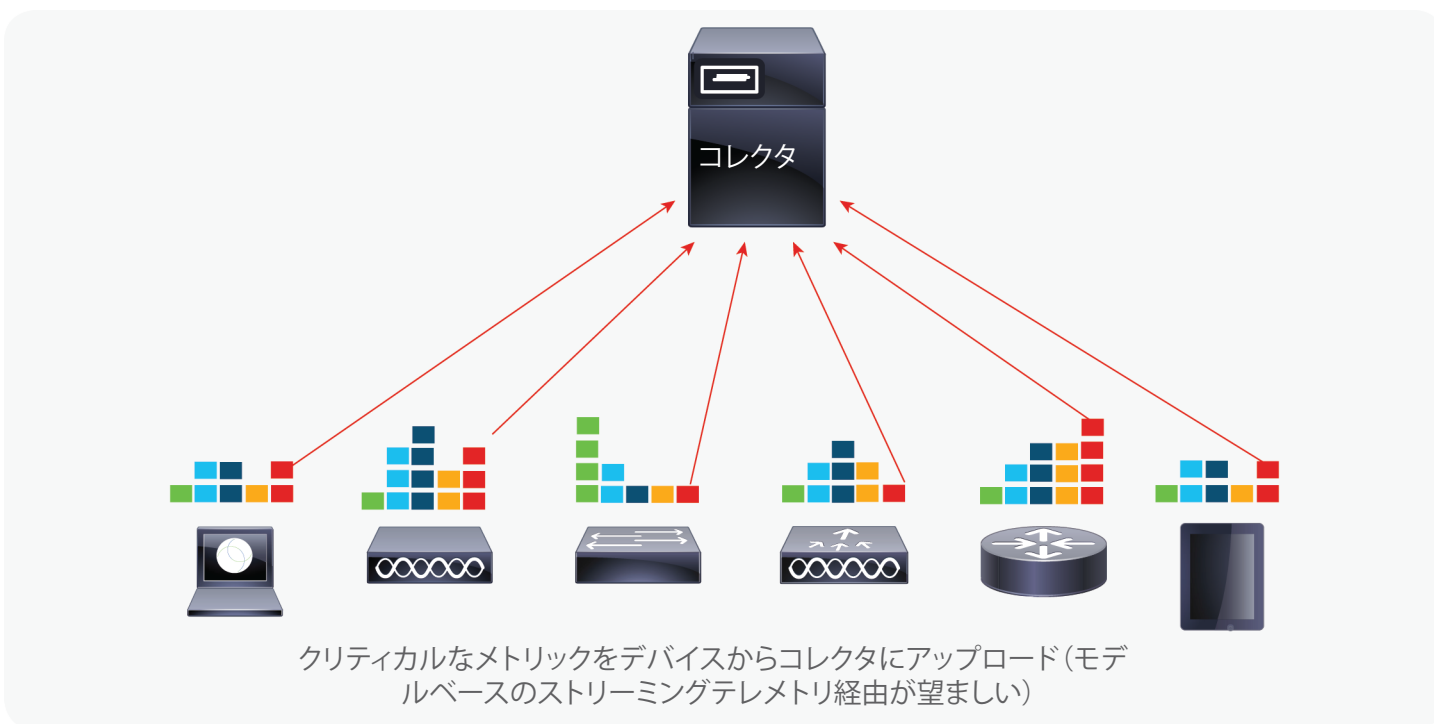 コレクタ
クリティカルなメトリックをデバイスからコレクタにアップロード（モデ
ルベースのストリーミングテレメトリ経由が望ましい）